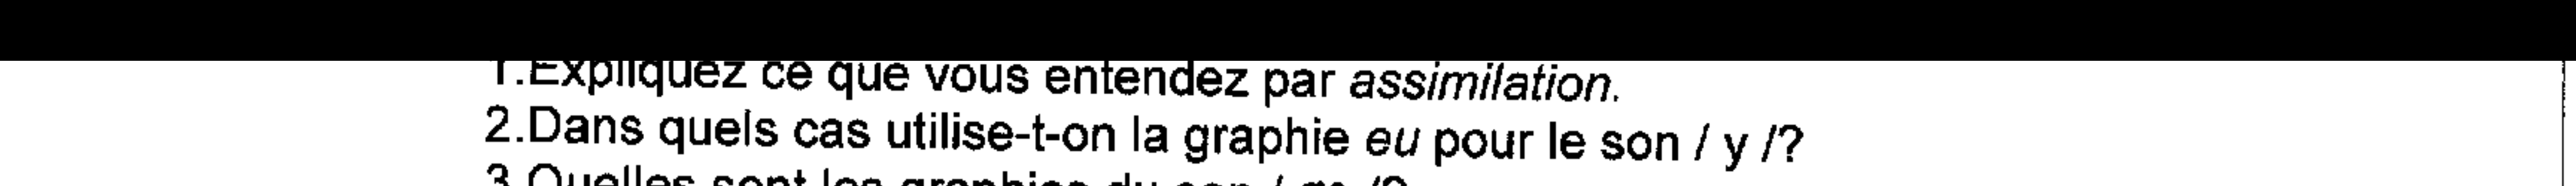 1.Expliquez ce que vous entendez par assimilation.
2.Dans quels cas utilise-t-on la graphie eu pour le son / y /?
3.Quelles sont les graphies du son /